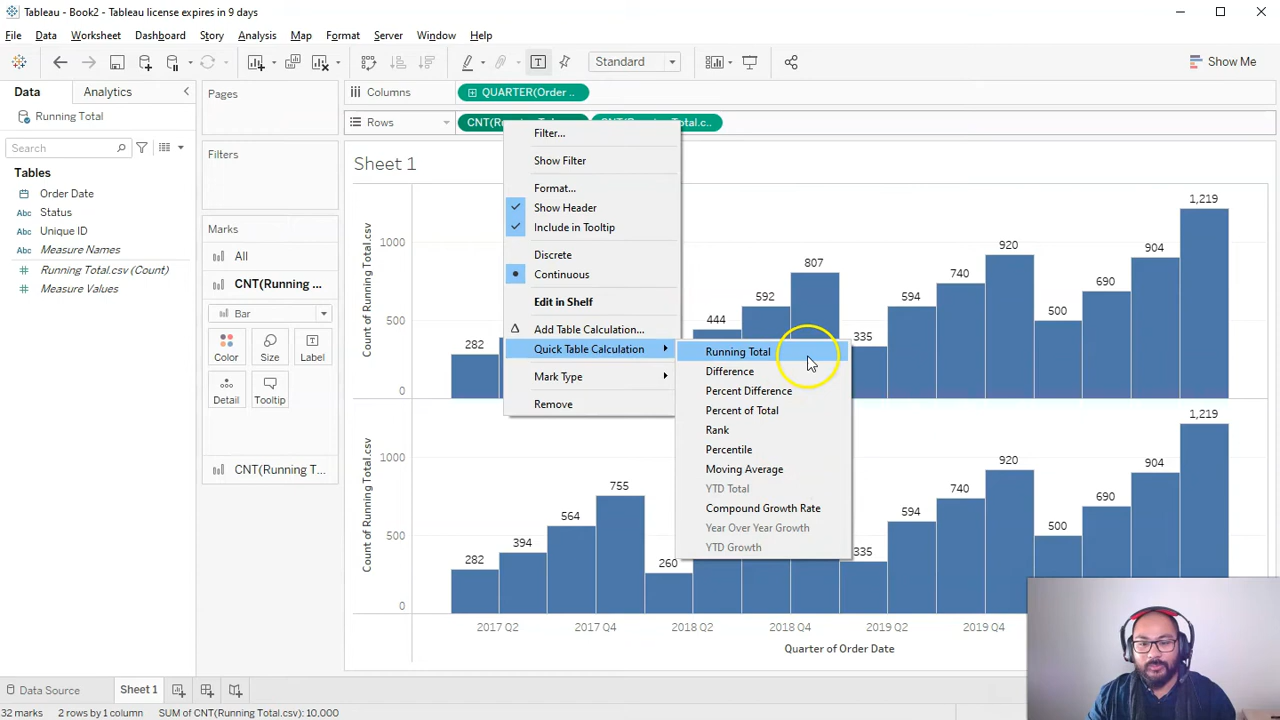 Tableau - Book2 - Tableau license expires in 9 days
File Data Worksheet Dashboard Story Analysis Map Format Server Window Help
Standard
Show Me
Data Analytics
Running Total
Search
Tables
Order Date
Abc Status
Abc Unique ID
Abc Measure Names
# Running Total.csv (Count)
# Measure Values
Pages
Filters
Marks
All
CNT(Running ...
Bar
Color Size Label
Detail Tooltip
CNT(Running T...
Columns QUARTER(Order ..
Rows CNT(Running Total.c..
Sheet 1
Filter...
Show Filter
Format...
Show Header
Include in Tooltip
Discrete
Continuous
Edit in Shelf
Add Table Calculation...
Quick Table Calculation
Mark Type
Remove
Running Total
Difference
Percent Difference
Percent of Total
Rank
Percentile
Moving Average
YTD Total
Compound Growth Rate
Year Over Year Growth
YTD Growth
Count of Running Total.csv
1000
500
0
282 444 592 807 335 594 740 920 500 690 904 1,219
Count of Running Total.csv
1000
500
0
282 394 564 755 260 335 594 740 920 500 690 904 1,219
2017 Q2 2017 Q4 2018 Q2 2018 Q4 2019 Q2 2019 Q4
Quarter of Order Date
Data Source Sheet 1
32 marks 2 rows by 1 column SUM of CNT(Running Total.csv): 10,000